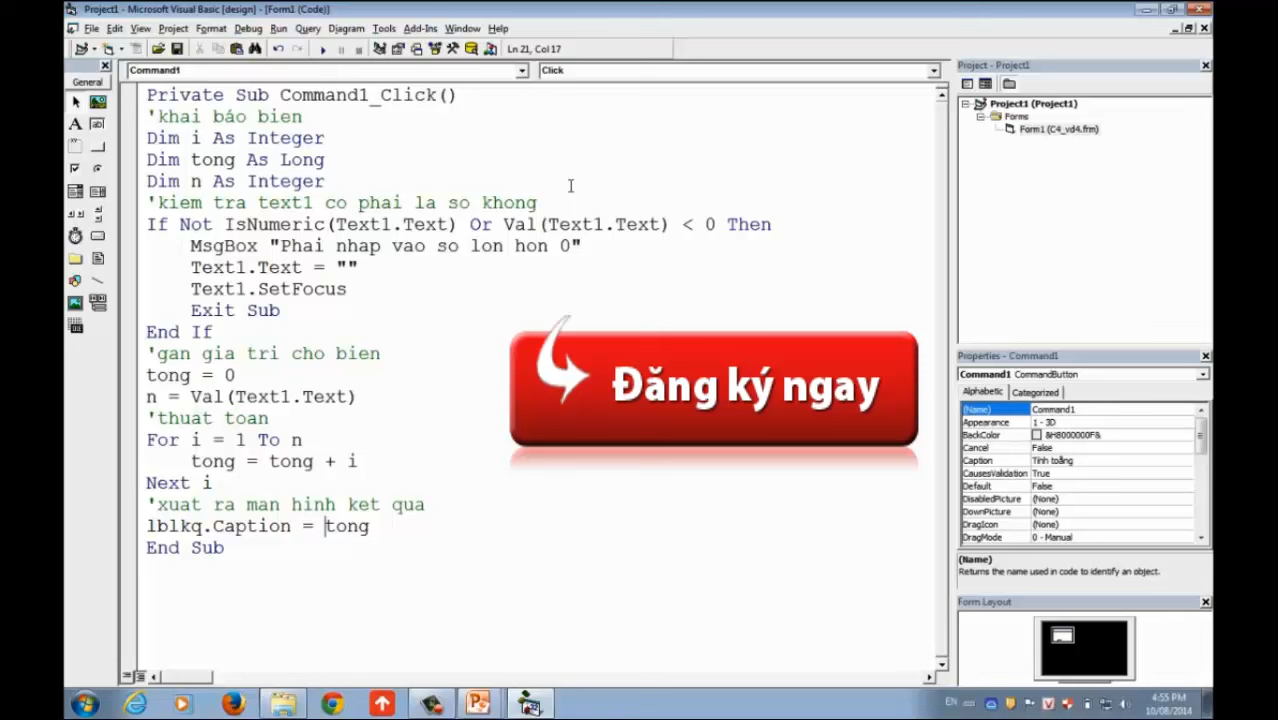 Project1 - Microsoft Visual Basic [design] - [Form1 (Code)]
File Edit View Project Format Debug Run Query Diagram Tools Add-Ins Window Help
Ln 21, Col 17
General
Command1
Click
Private Sub Command1_Click()
'khai báo bien
Dim i As Integer
Dim tong As Long
Dim n As Integer
'kiem tra text1 co phai la so khong
If Not IsNumeric(Text1.Text) Or Val(Text1.Text) < 0 Then
MsgBox "Phai nhap vao so lon hon 0"
Text1.Text = ""
Text1.SetFocus
Exit Sub
End If
'gan gia tri cho bien
tong = 0
n = Val(Text1.Text)
'thuat toan
For i = 1 To n
tong = tong + i
Next i
'xuat ra man hinh ket qua
lblkq.Caption = tong
End Sub
Đăng ký ngay
Project - Project1
Project1 (Project1)
Forms
Form1 (C4_vd4.frm)
Properties - Command1
Command1 CommandButton
Alphabetic Categorized
(Name) Command1
Appearance 1 - 3D
BackColor &H8000000F&
Cancel False
Caption
CausesValidation True
Default False
DisabledPicture (None)
DownPicture (None)
DragIcon (None)
DragMode 0 - Manual
(Name)
Returns the name used in code to identify an object.
Form Layout
EN
4:55 PM
10/08/2014